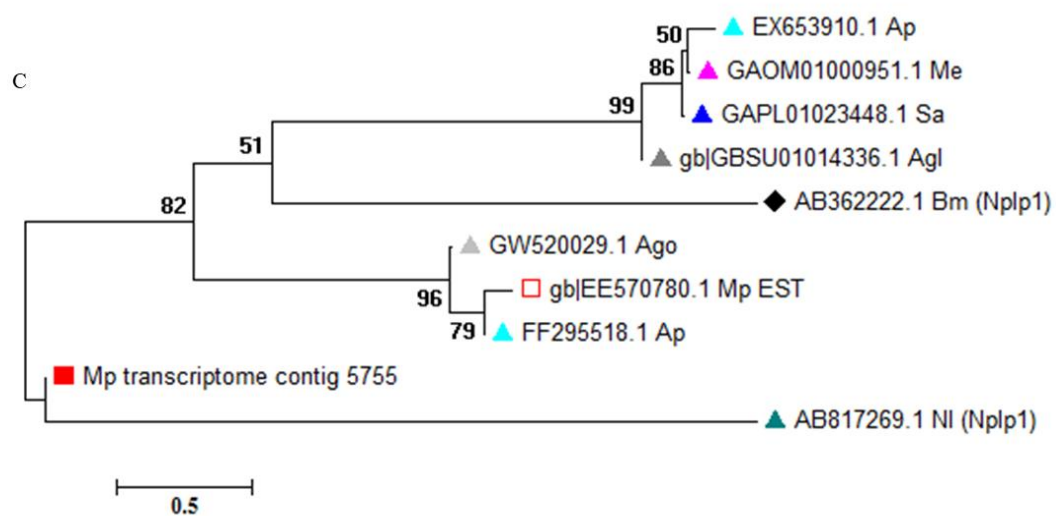 EX653910.1 Ap
50
GAOM01000951.1 Me
86
C
GAPL01023448.1 Sa
99
gb|GBSU01014336.1 Agl
51
AB362222.1 Bm (Nplp1)
82
GW520029.1 Ago
gb|EE570780.1 Mp EST
96
FF295518.1 Ap
79
Mp transcriptome contig 5755
AB817269.1 Nl (Nplp1)
0.5